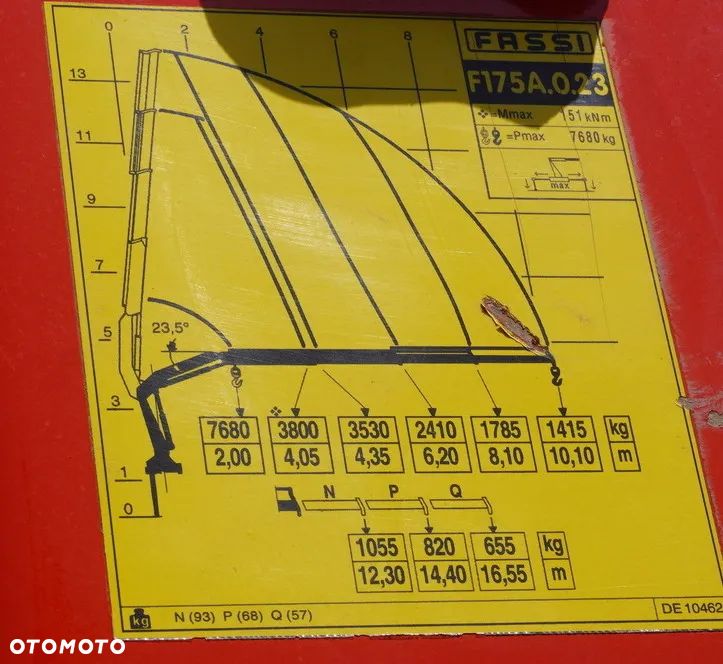 0 2 4 6 8
FASSI
F175A.0.23
=Mmax 151 kNm
=Pmax 7680 kg
max
13
11
9
7
5
3
1
0
23,5°
7680 3800 3530 2410 1785 1415 kg
2,00 4,05 4,35 6,20 8,10 10,10 m
N P Q
1055 820 655 kg
12,30 14,40 16,55 m
kg N (93) P (68) Q (57) DE 10462
OTOMOTO